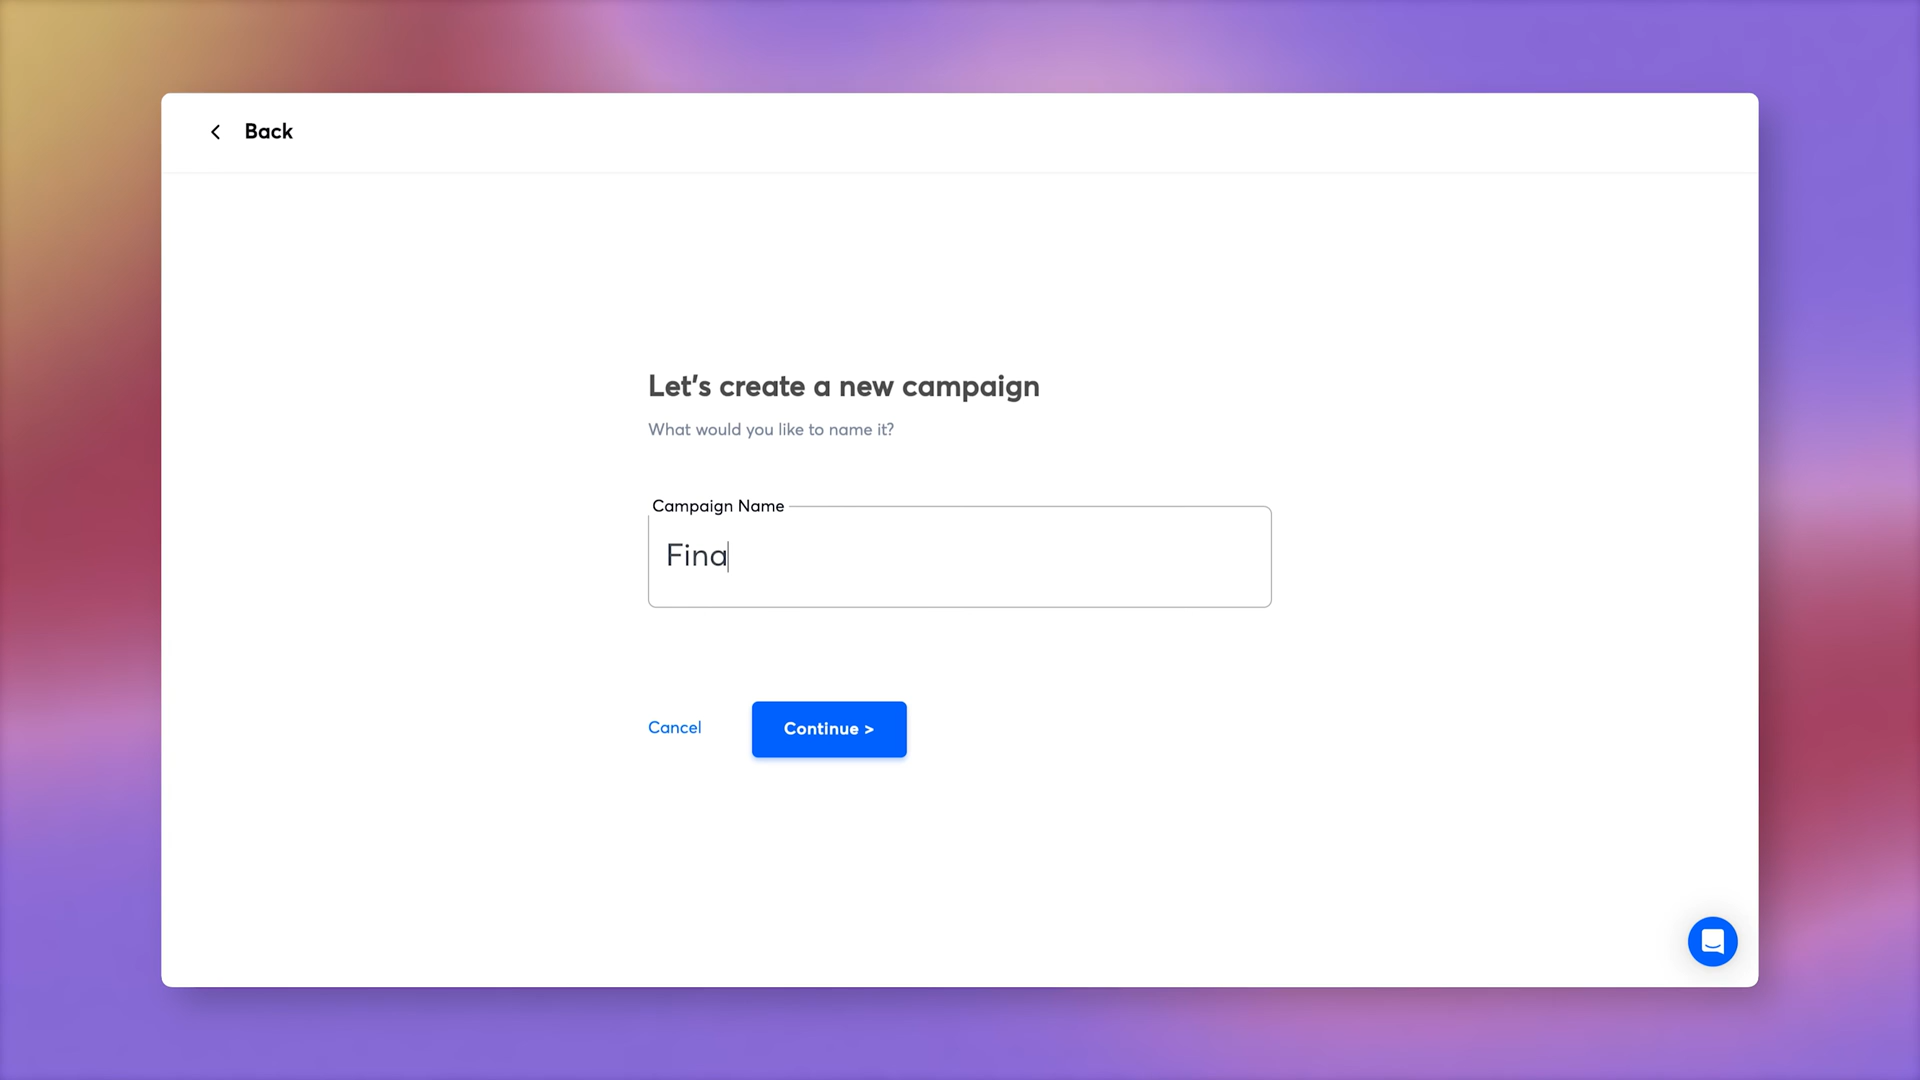 Back
Let's create a new campaign
What would you like to name it?
Campaign Name
Fina
Cancel
Continue >